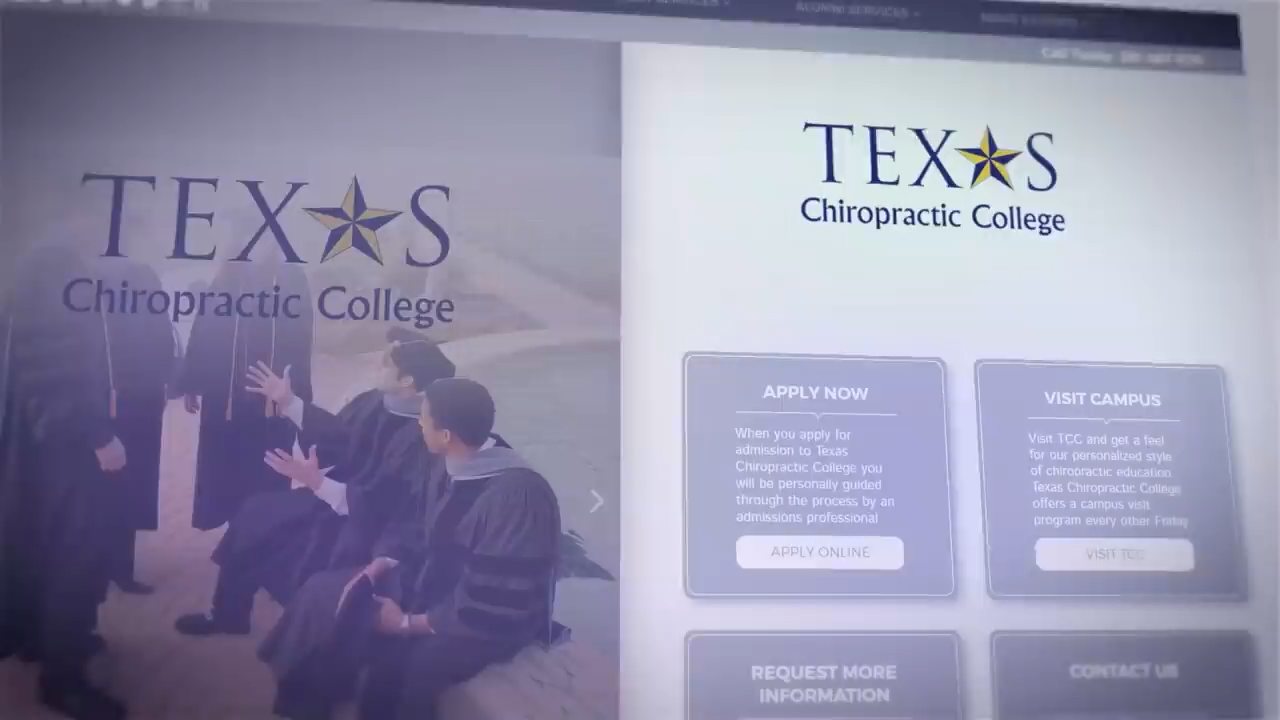 ALUMNI SERVICES
TEXAS
Chiropractic College
TEXAS
Chiropractic College
APPLY NOW
When you apply for
admission to Texas
Chiropractic College you
will be personally guided
through the process by an
admissions professional
APPLY ONLINE
VISIT CAMPUS
Visit TCC and get a feel
for our personalized style
of chiropractic education.
Texas Chiropractic College
offers a campus visit
program every other Friday
VISIT TCC
REQUEST MORE
INFORMATION
CONTACT US